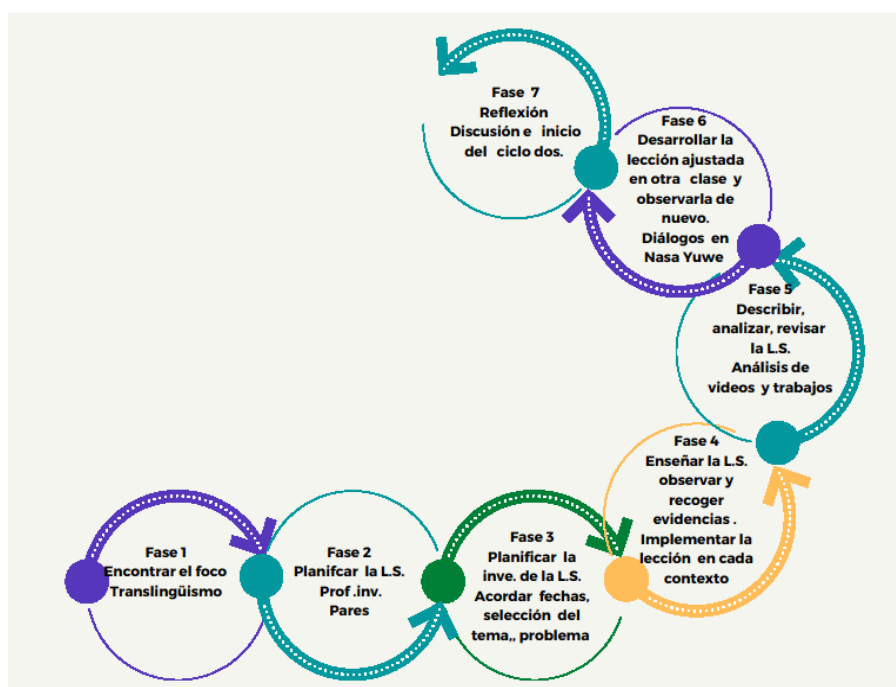 Fase 1
Encontrar el foco
Translingüismo
Fase 2
Planifcar la L.S.
Prof .inv.
Pares
Fase 3
Planificar la
inve. de la L.S.
Acordar fechas,
selección del
tema,, problema
Fase 4
Enseñar la L.S.
observar y
recoger
evidencias .
Implementar la
lección en cada
contexto
Fase 5
Describir,
analizar, revisar
la L.S.
Análisis de
videos y trabajos
Fase 6
Desarrollar la
lección ajustada
en otra clase y
observarla de
nuevo.
Diálogos en
Nasa Yuwe
Fase 7
Reflexión
Discusión e inicio
del ciclo dos.